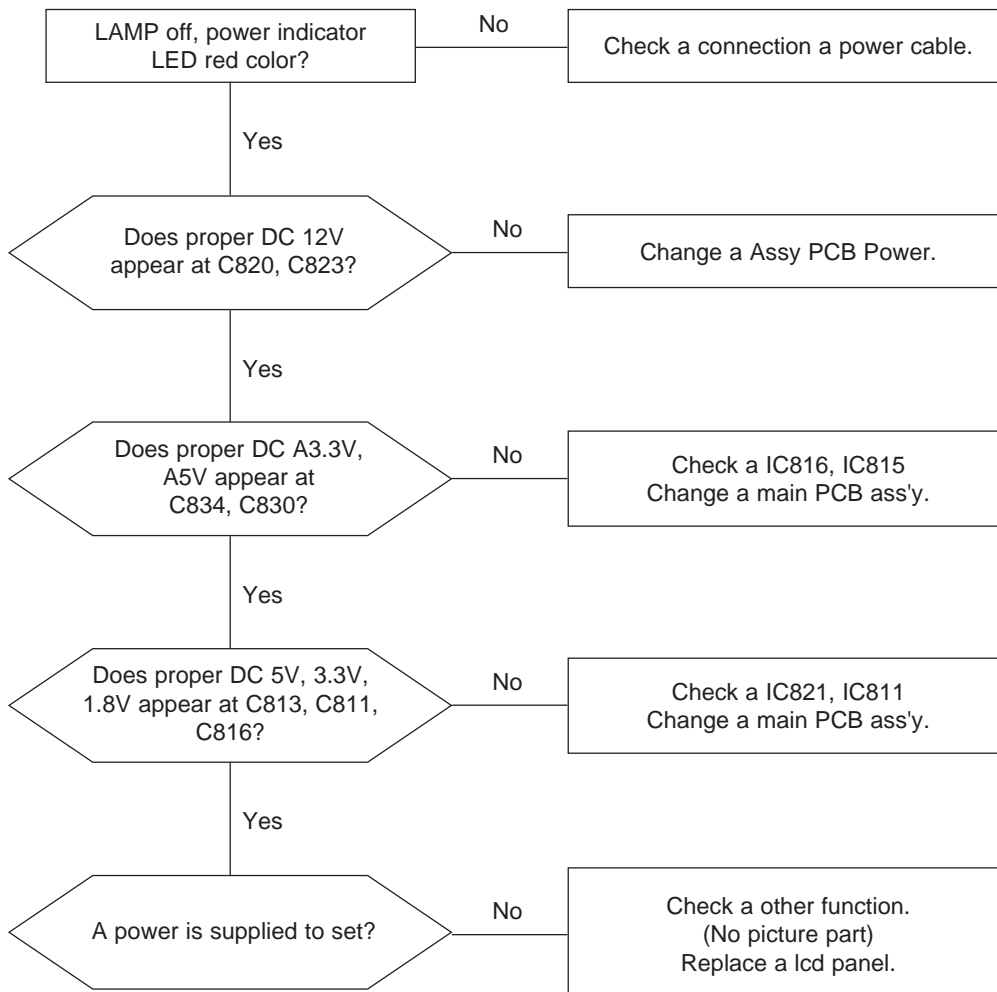 LAMP off, power indicator
LED red color?
No
Check a connection a power cable.
Yes
Does proper DC 12V
appear at C820, C823?
No
Change a Assy PCB Power.
Yes
Does proper DC A3.3V,
A5V appear at
C834, C830?
No
Check a IC816, IC815
Change a main PCB ass'y.
Yes
Does proper DC 5V, 3.3V,
1.8V appear at C813, C811,
C816?
No
Check a IC821, IC811
Change a main PCB ass'y.
Yes
A power is supplied to set?
No
Check a other function.
(No picture part)
Replace a lcd panel.